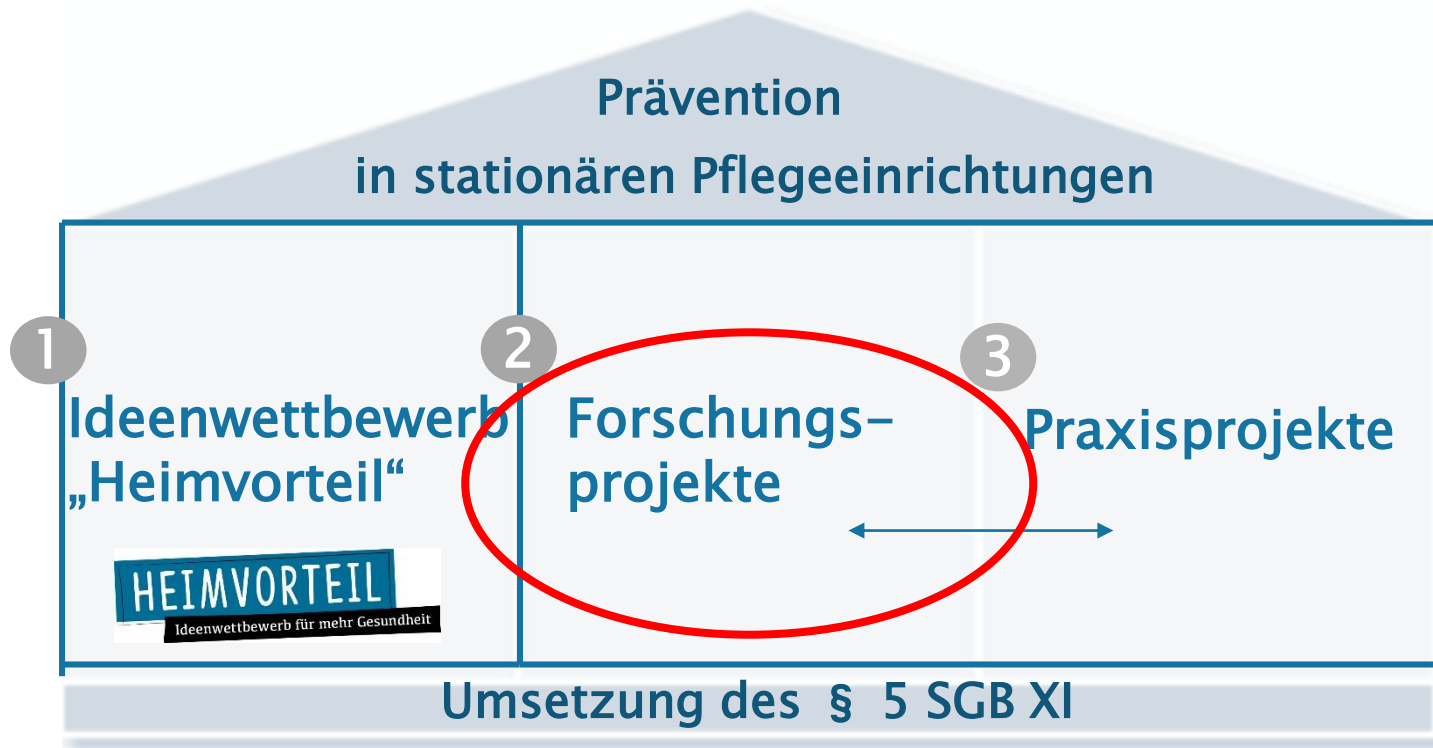 Prävention
in stationären Pflegeeinrichtungen
1
2
3
Ideenwettbewerb
„Heimvorteil“
Forschungs-
projekte
Praxisprojekte
HEIMVORTEIL
Ideenwettbewerb für mehr Gesundheit
Umsetzung des § 5 SGB XI